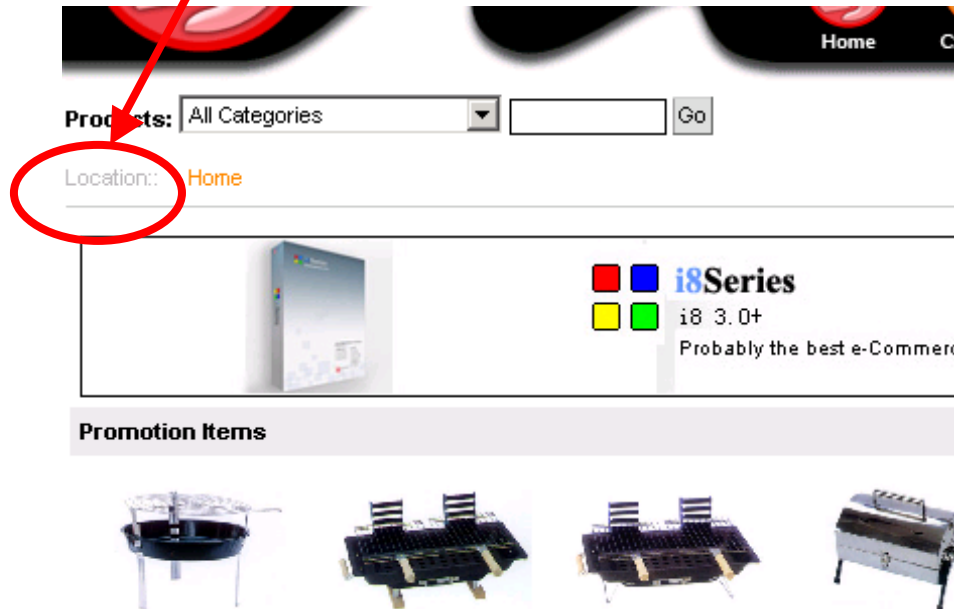 Home
Products: All Categories Go
Location:: Home
i8Series
i8 3.0+
Probably the best e-Commerc
Promotion Items